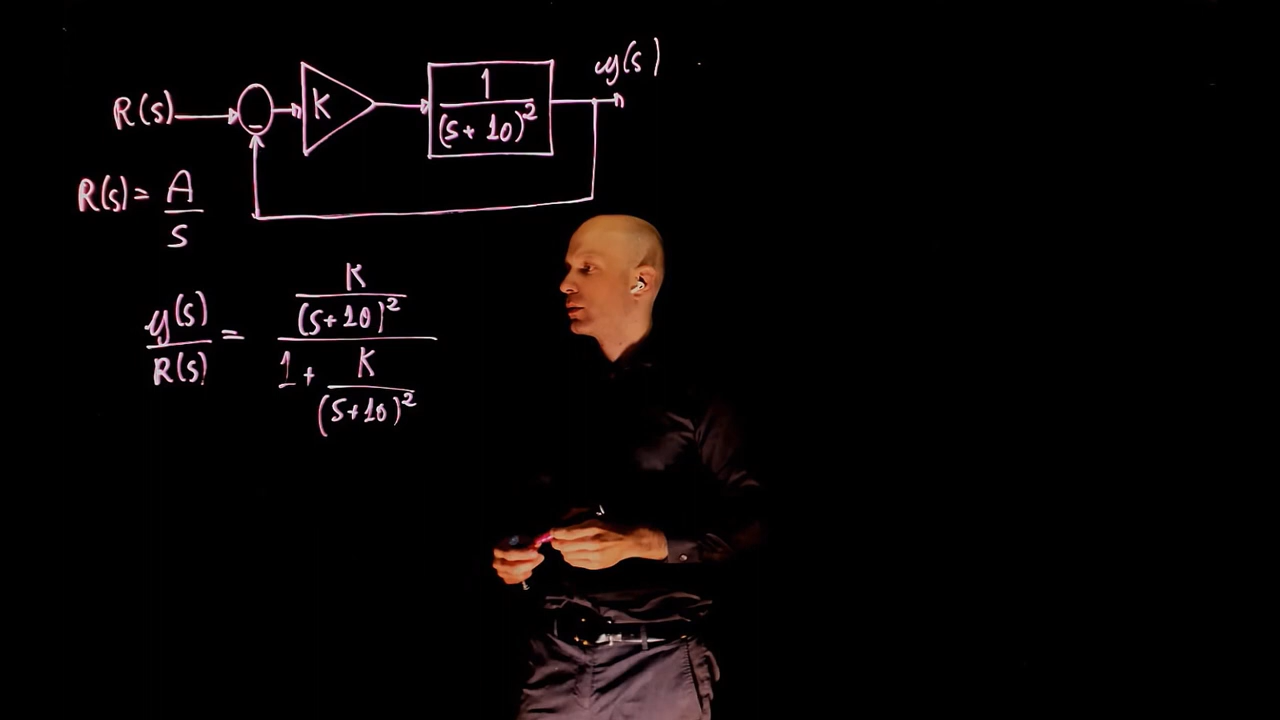 y(s)
R(s) K 1/(s+10)^2
-
R(s) = A/s
y(s)/R(s) = (K/(s+10)^2)/(1 + K/(s+10)^2)